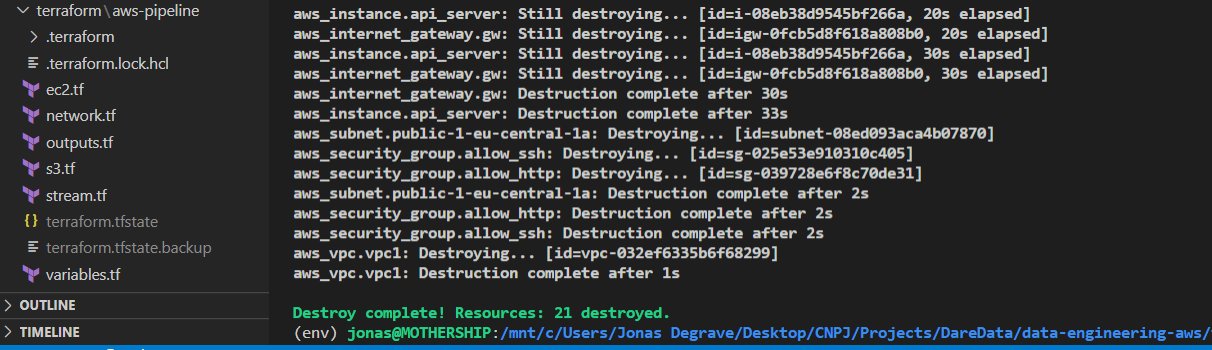 terraform\aws-pipeline
.terraform
.terraform.lock.hcl
ec2.tf
network.tf
outputs.tf
s3.tf
stream.tf
terraform.tfstate
terraform.tfstate.backup
variables.tf
OUTLINE
TIMELINE
aws_instance.api_server: Still destroying... [id=i-08eb38d9545bf266a, 20s elapsed]
aws_internet_gateway.gw: Still destroying... [id=igw-0fcb5d8f618a808b0, 20s elapsed]
aws_instance.api_server: Still destroying... [id=i-08eb38d9545bf266a, 30s elapsed]
aws_internet_gateway.gw: Still destroying... [id=igw-0fcb5d8f618a808b0, 30s elapsed]
aws_internet_gateway.gw: Destruction complete after 30s
aws_instance.api_server: Destruction complete after 33s
aws_subnet.public-1-eu-central-1a: Destroying... [id=subnet-08ed093aca4b07870]
aws_security_group.allow_ssh: Destroying... [id=sg-025e53e910310c405]
aws_security_group.allow_http: Destroying... [id=sg-039728e6f8c70de31]
aws_subnet.public-1-eu-central-1a: Destruction complete after 2s
aws_security_group.allow_http: Destruction complete after 2s
aws_security_group.allow_ssh: Destruction complete after 2s
aws_vpc.vpc1: Destroying... [id=vpc-032ef6335b6f68299]
aws_vpc.vpc1: Destruction complete after 1s
Destroy complete! Resources: 21 destroyed.
(env) jonas@MOTHERSHIP:/mnt/c/Users/Jonas Degrave/Desktop/CNPJ/Projects/DareData/data-engineering-aws/